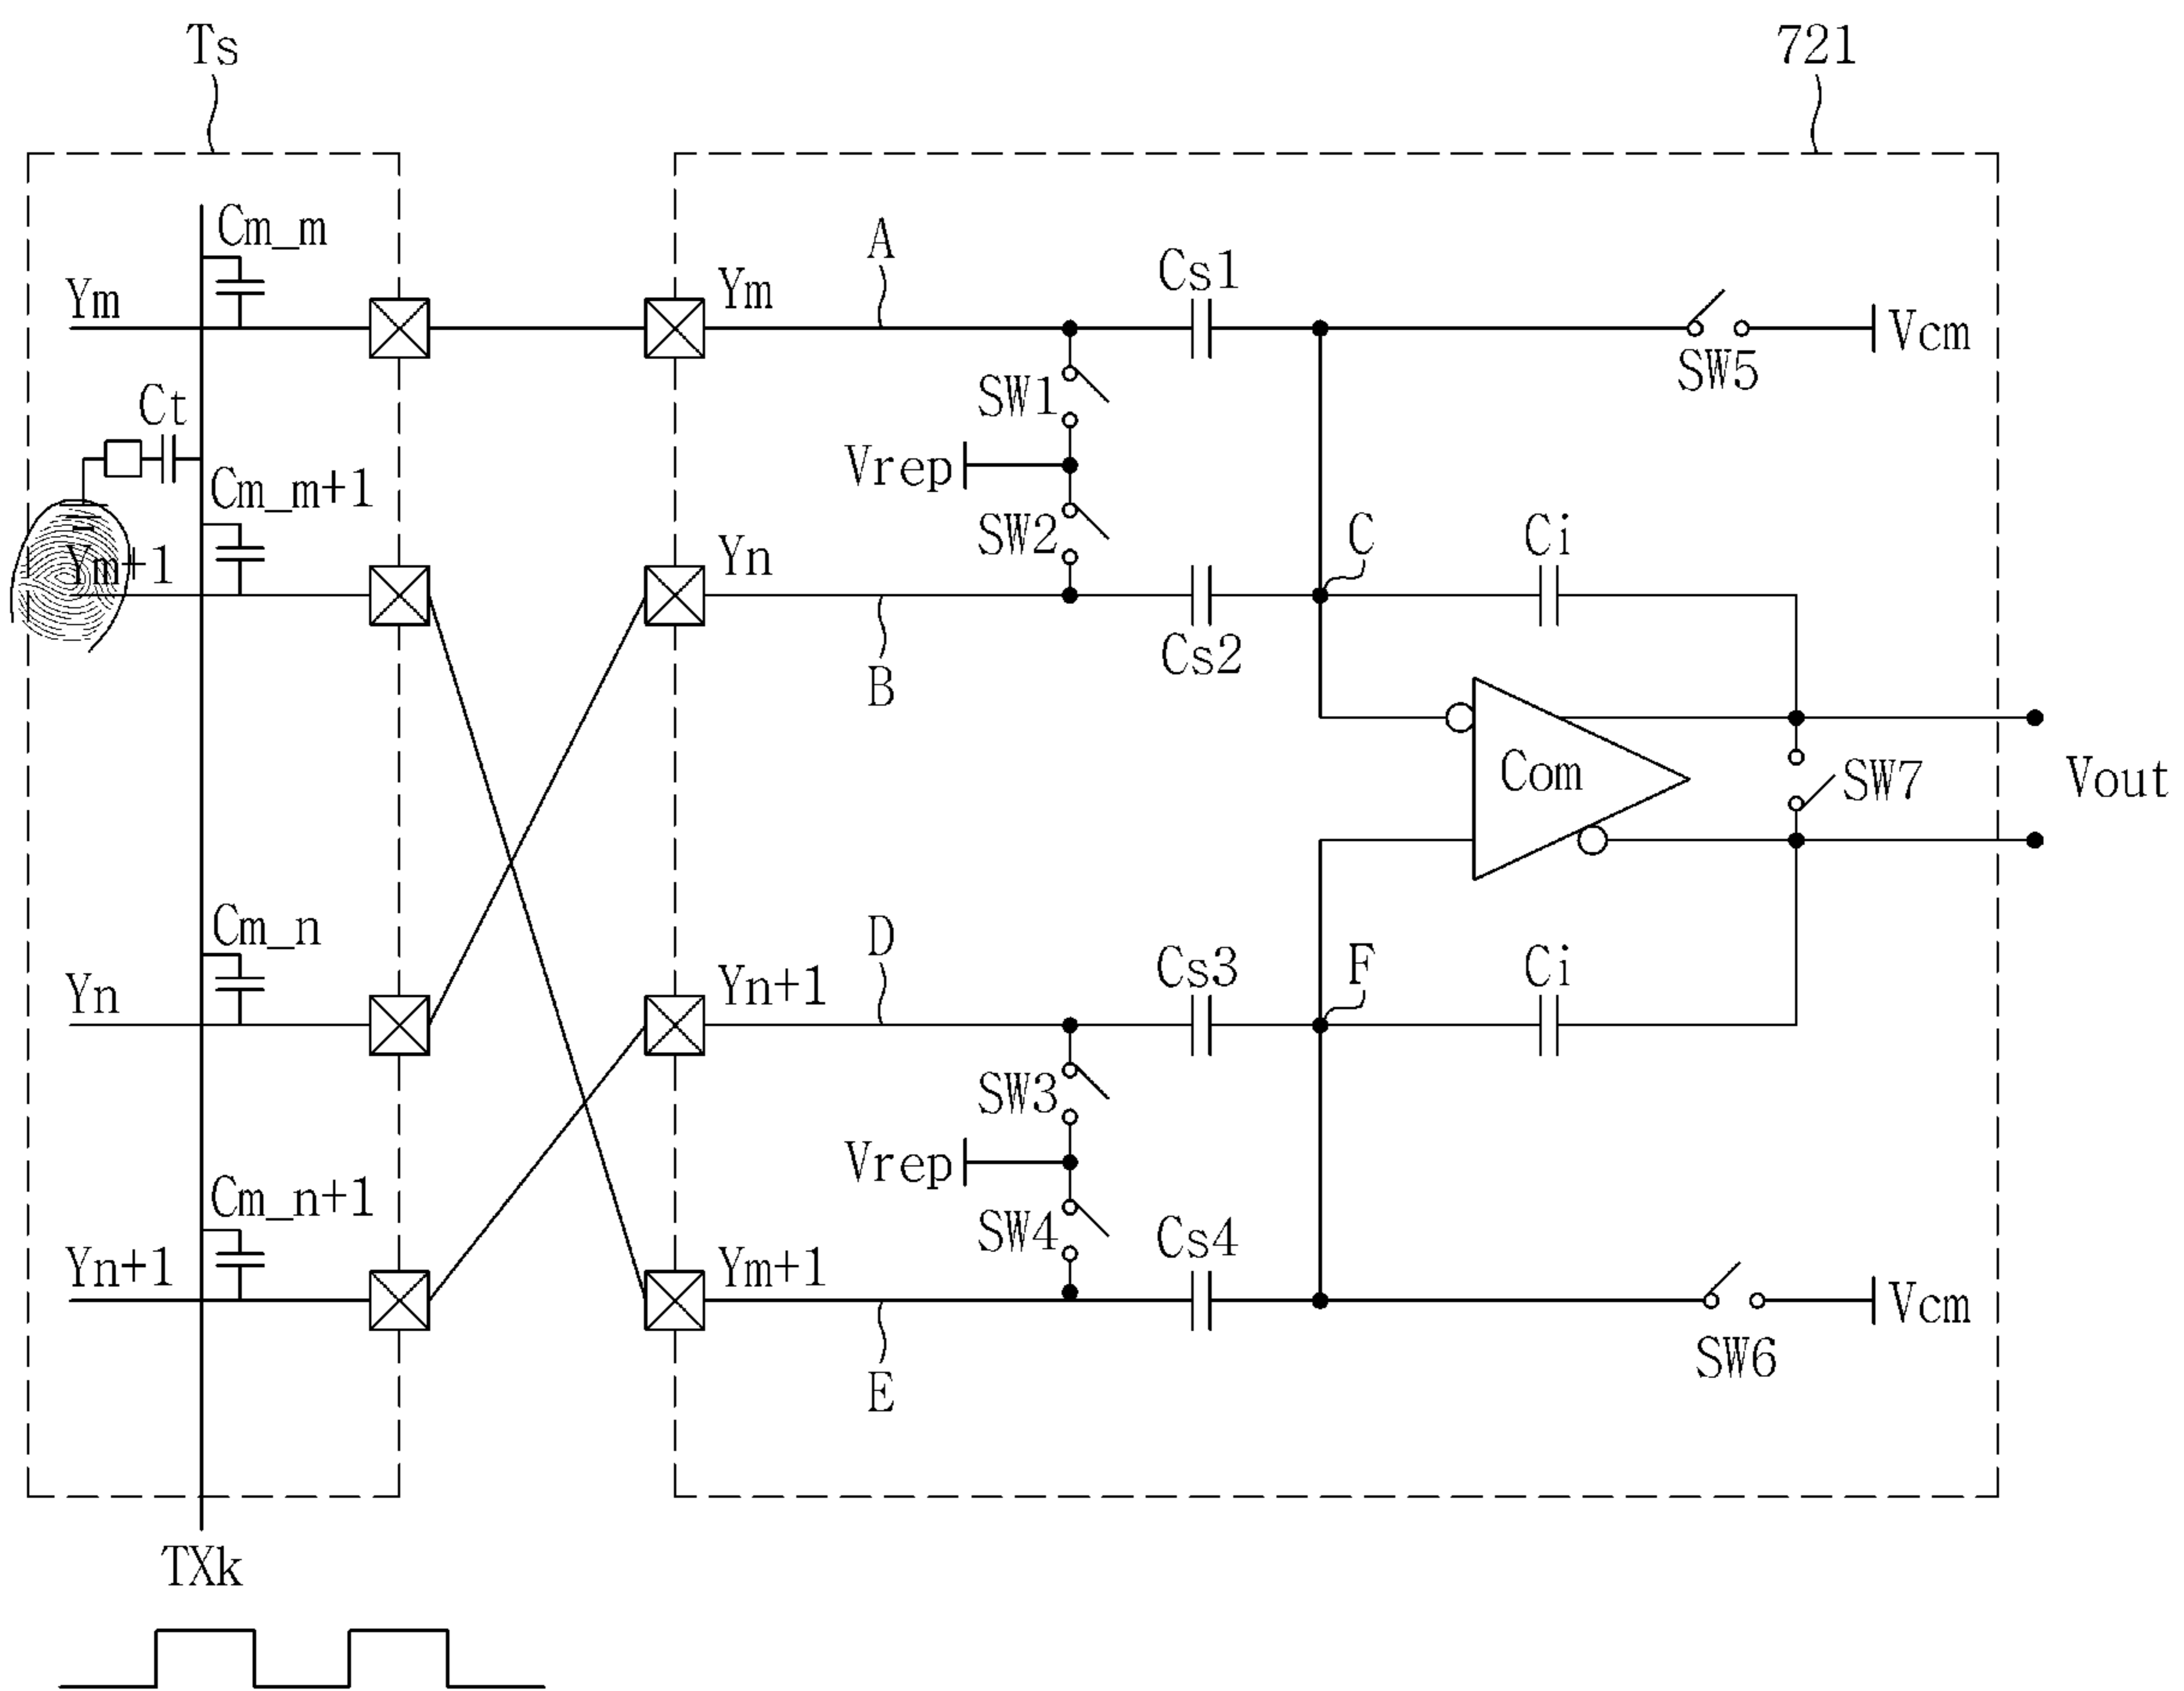 Ts
721
Cm_m
Ym
Ym
A
Cs1
SW5
Vcm
SW1
Ct
Vrep
Cm_m+1
SW2
Ym+1
Yn
C
Ci
Cs2
B
Com
SW7
Vout
Cm_n
Yn
Yn+1
D
Cs3
F
Ci
SW3
Vrep
Cm_n+1
SW4
Yn+1
Ym+1
Cs4
Vcm
SW6
E
TXk